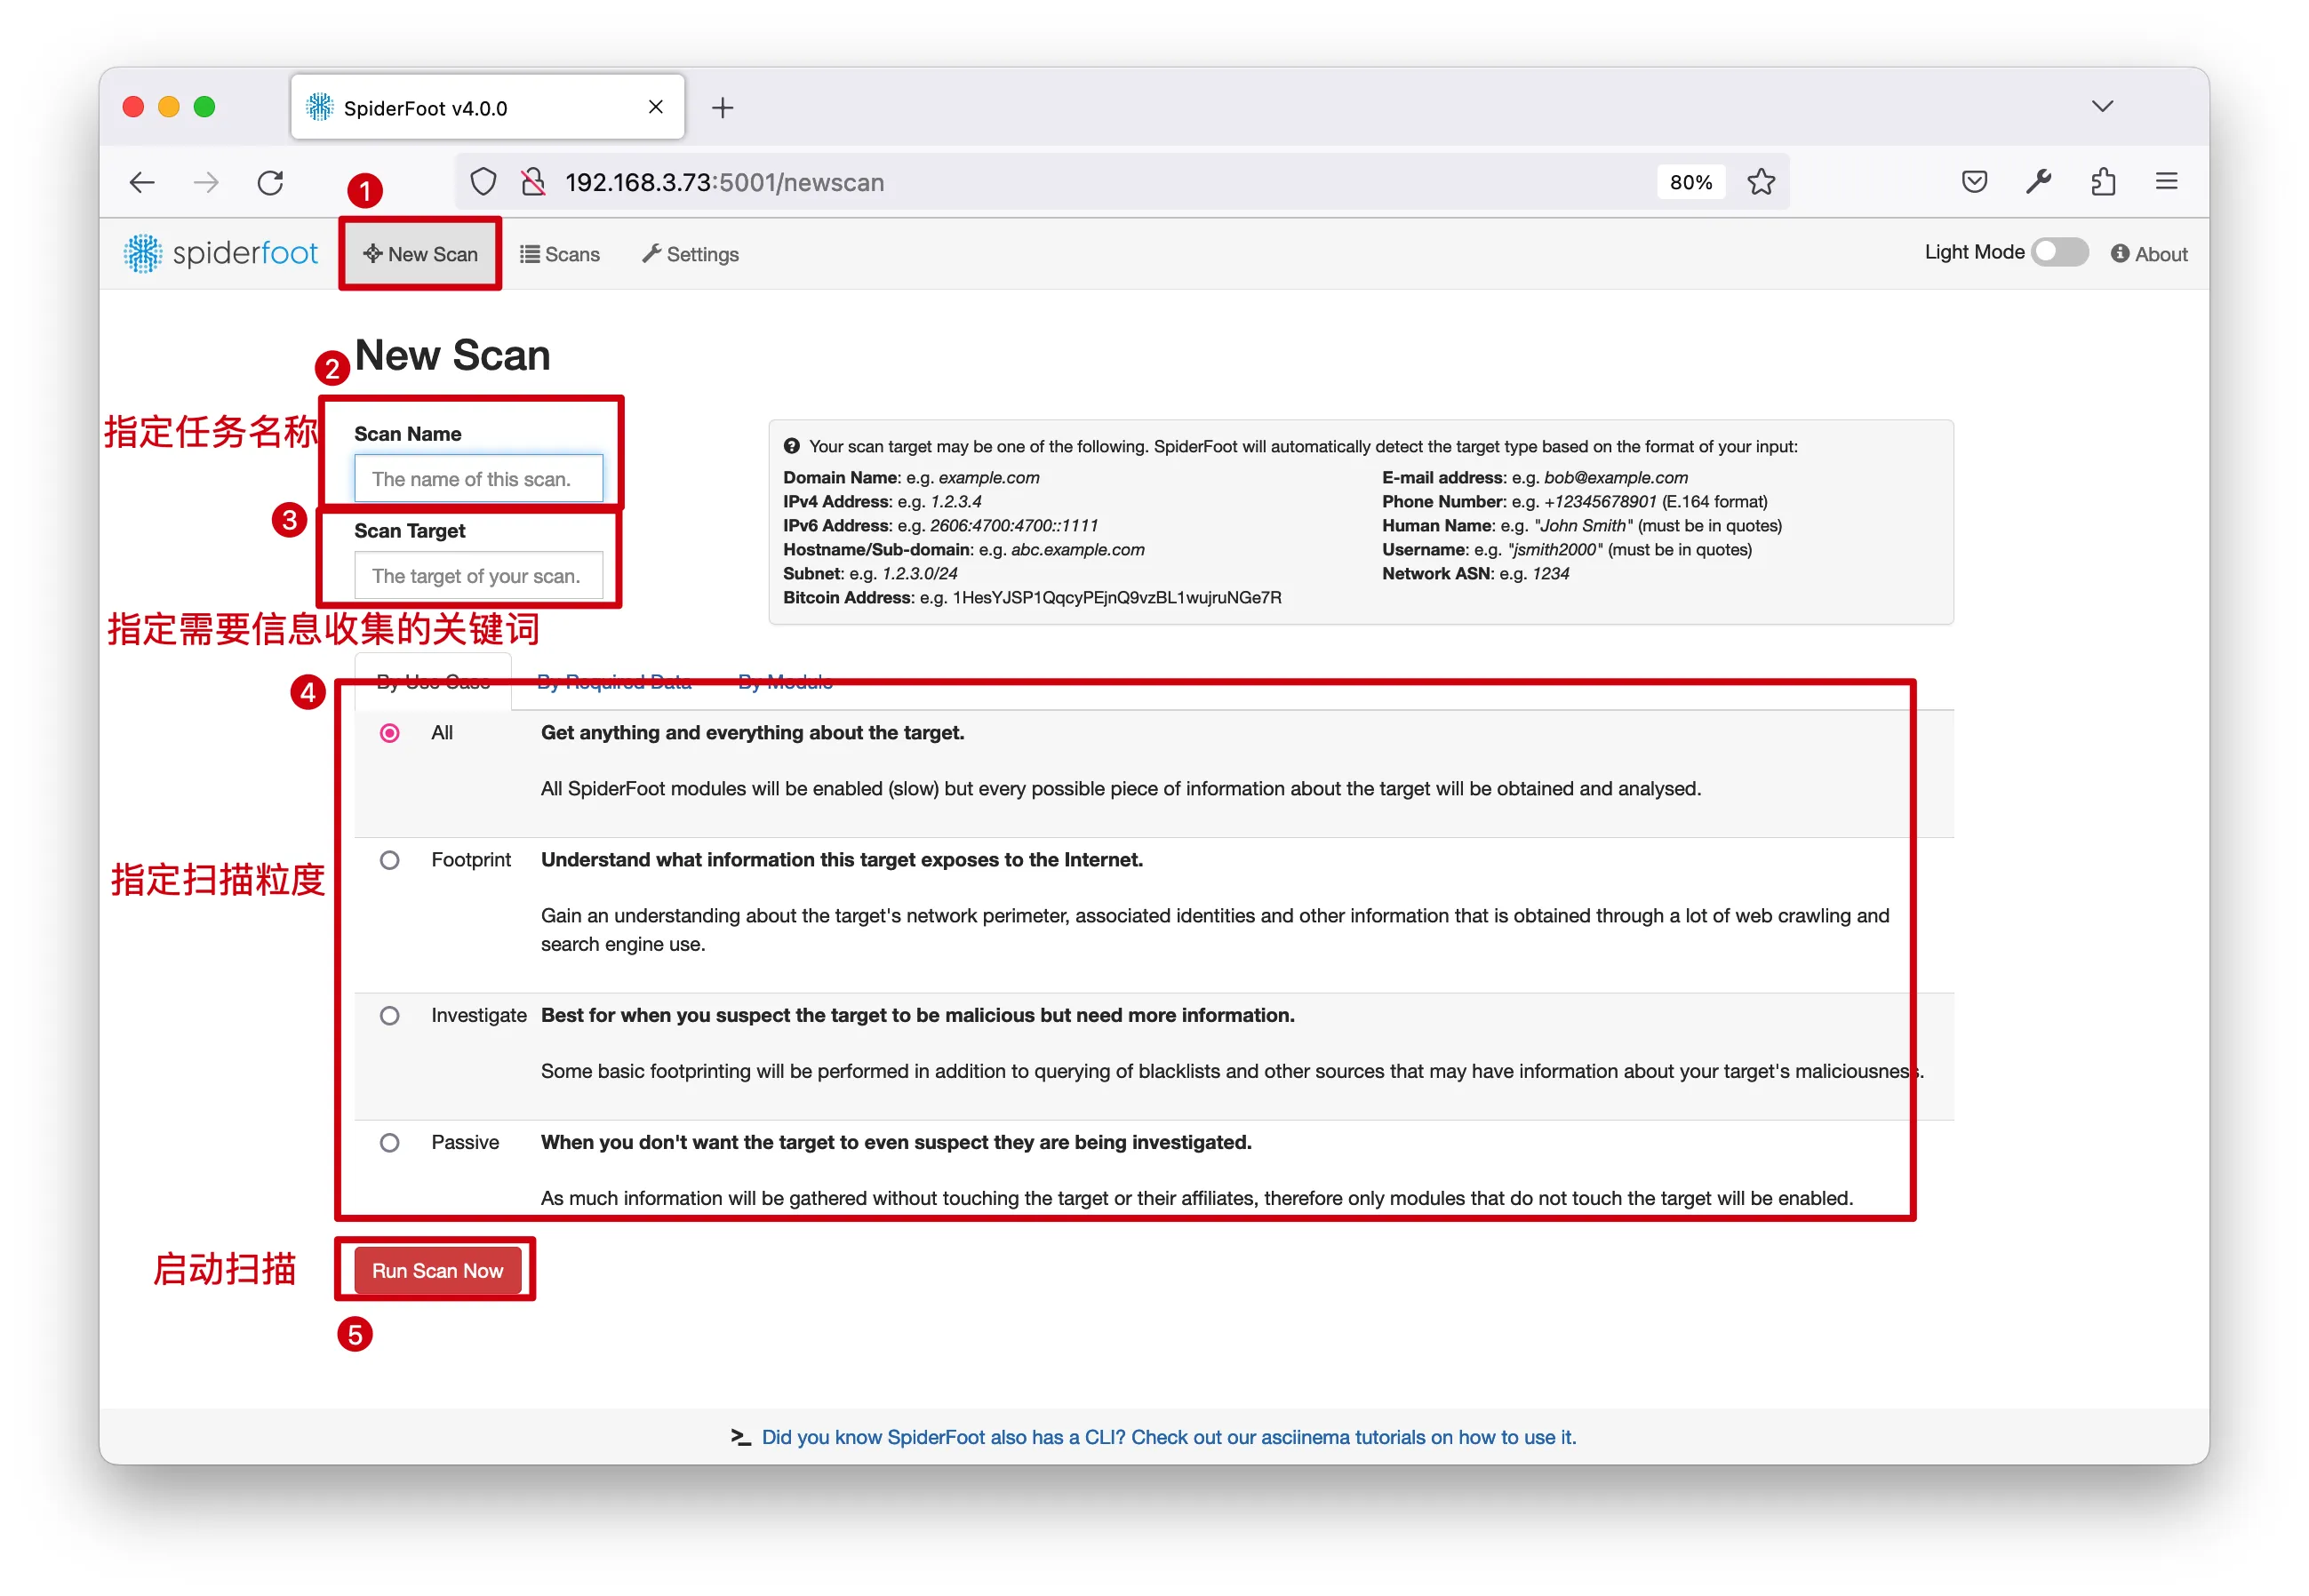 SpiderFoot v4.0.0
192.168.3.73:5001/newscan
80%
1
spiderfoot
New Scan
Scans
Settings
Light Mode
About
New Scan
2
指定任务名称
Scan Name
The name of this scan.
3
Scan Target
The target of your scan.
指定需要信息收集的关键词
Your scan target may be one of the following. SpiderFoot will automatically detect the target type based on the format of your input:
Domain Name: e.g. example.com
IPv4 Address: e.g. 1.2.3.4
IPv6 Address: e.g. 2606:4700:4700::1111
Hostname/Sub-domain: e.g. abc.example.com
Subnet: e.g. 1.2.3.0/24
Bitcoin Address: e.g. 1HesYJSP1QqcyPEjnQ9vzBL1wujruNGe7R
E-mail address: e.g. bob@example.com
Phone Number: e.g. +12345678901 (E.164 format)
Human Name: e.g. "John Smith" (must be in quotes)
Username: e.g. "jsmith2000" (must be in quotes)
Network ASN: e.g. 1234
4
By Use Case
By Required Data
By Module
指定扫描粒度
All
Get anything and everything about the target.
All SpiderFoot modules will be enabled (slow) but every possible piece of information about the target will be obtained and analysed.
Footprint
Understand what information this target exposes to the Internet.
Gain an understanding about the target's network perimeter, associated identities and other information that is obtained through a lot of web crawling and
search engine use.
Investigate
Best for when you suspect the target to be malicious but need more information.
Some basic footprinting will be performed in addition to querying of blacklists and other sources that may have information about your target's maliciousness.
Passive
When you don't want the target to even suspect they are being investigated.
As much information will be gathered without touching the target or their affiliates, therefore only modules that do not touch the target will be enabled.
启动扫描
Run Scan Now
5
Did you know SpiderFoot also has a CLI? Check out our asciinema tutorials on how to use it.